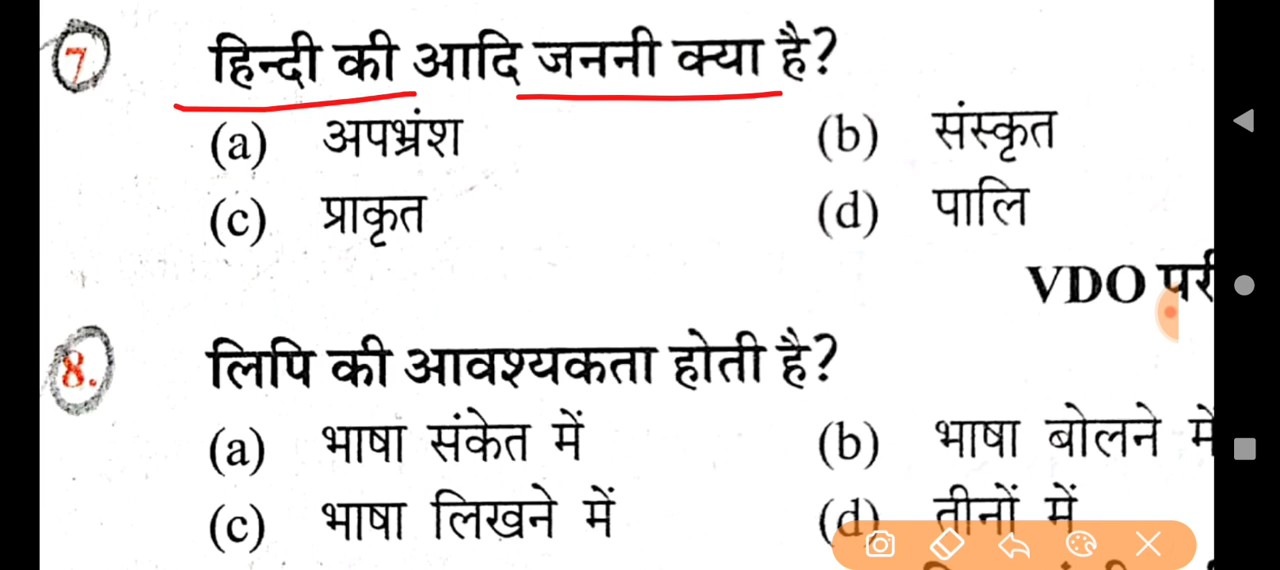 7 हिन्दी की आदि जननी क्या है?
(a) अपभ्रंश (b) संस्कृत
(c) प्राकृत (d) पालि
VDO
8. लिपि की आवश्यकता होती है?
(a) भाषा संकेत में (b) भाषा बोलने में
(c) भाषा लिखने में (d) तीनों में